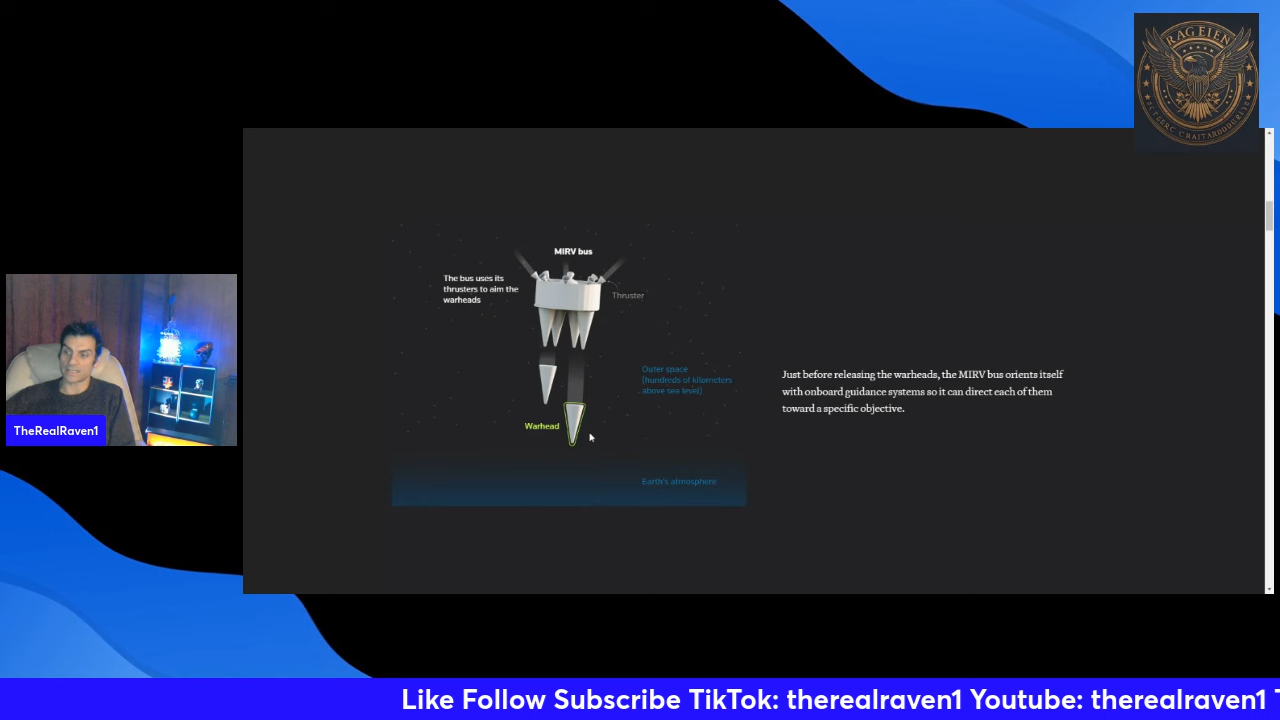 RAGEIEN
MIRV bus
The bus uses its
thrusters to aim the
warheads
Thruster
Outer space
(hundreds of kilometers
above sea level)
Just before releasing the warheads, the MIRV bus orients itself
with onboard guidance systems so it can direct each of them
toward a specific objective.
Warhead
TheRealRaven1
Earth's atmosphere
Like Follow Subscribe TikTok: therealraven1 Youtube: therealraven1